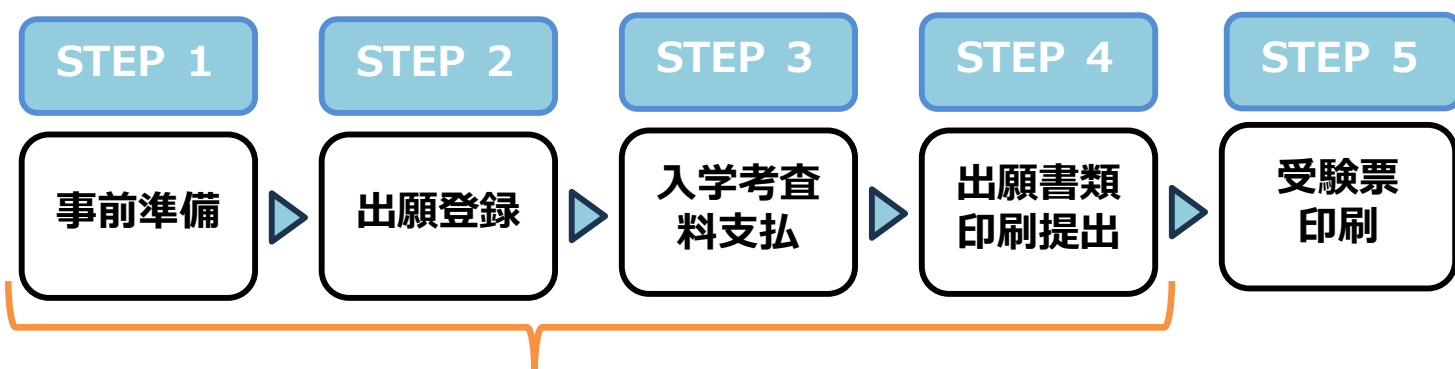 STEP 1
STEP 2
STEP 3
STEP 4
STEP 5
事前準備
出願登録
入学考査
料支払
出願書類
印刷提出
受験票
印刷